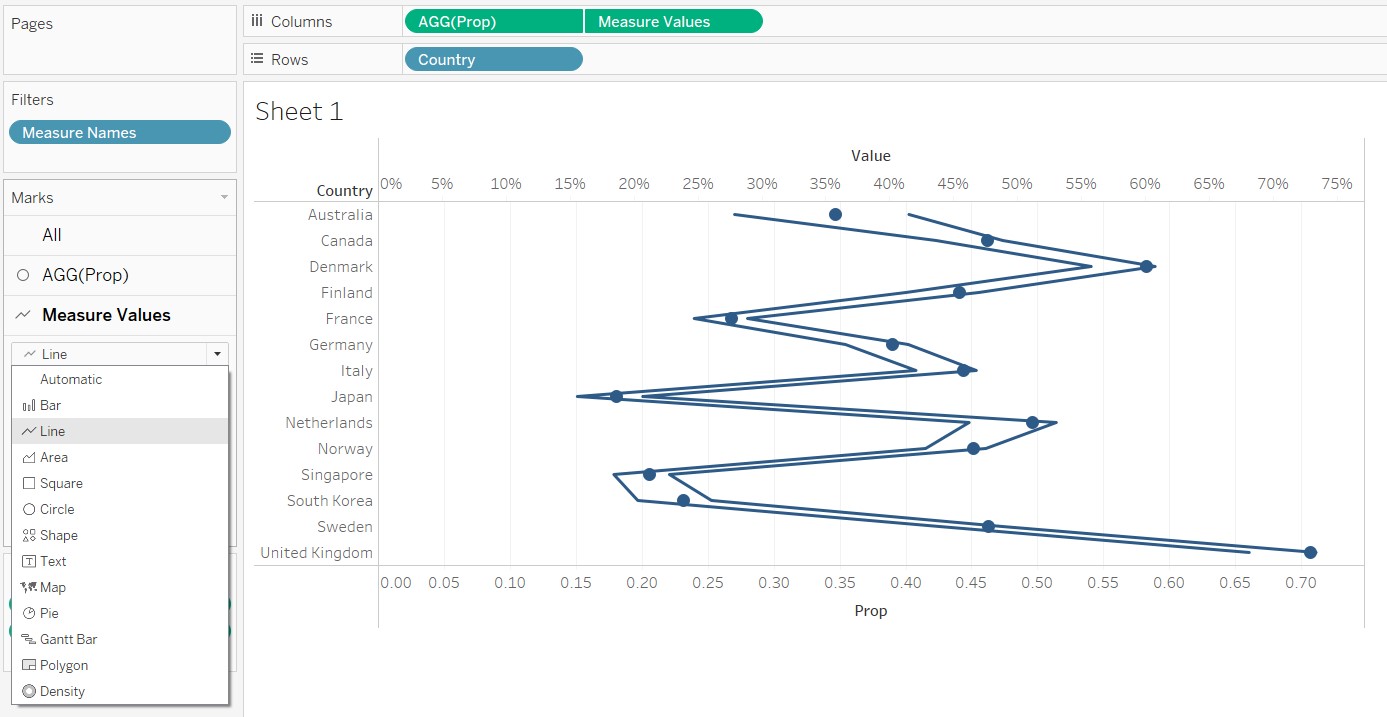 Pages
Columns AGG(Prop) Measure Values
Rows Country
Filters
Measure Names
Marks
All
AGG(Prop)
Measure Values
Line
Automatic
Bar
Line
Area
Square
Circle
Shape
Text
Map
Pie
Gantt Bar
Polygon
Density
Sheet 1
Value
Country 0% 5% 10% 15% 20% 25% 30% 35% 40% 45% 50% 55% 60% 65% 70% 75%
Australia
Canada
Denmark
Finland
France
Germany
Italy
Japan
Netherlands
Norway
Singapore
South Korea
Sweden
United Kingdom
0.00 0.05 0.10 0.15 0.20 0.25 0.30 0.35 0.40 0.45 0.50 0.55 0.60 0.65 0.70
Prop